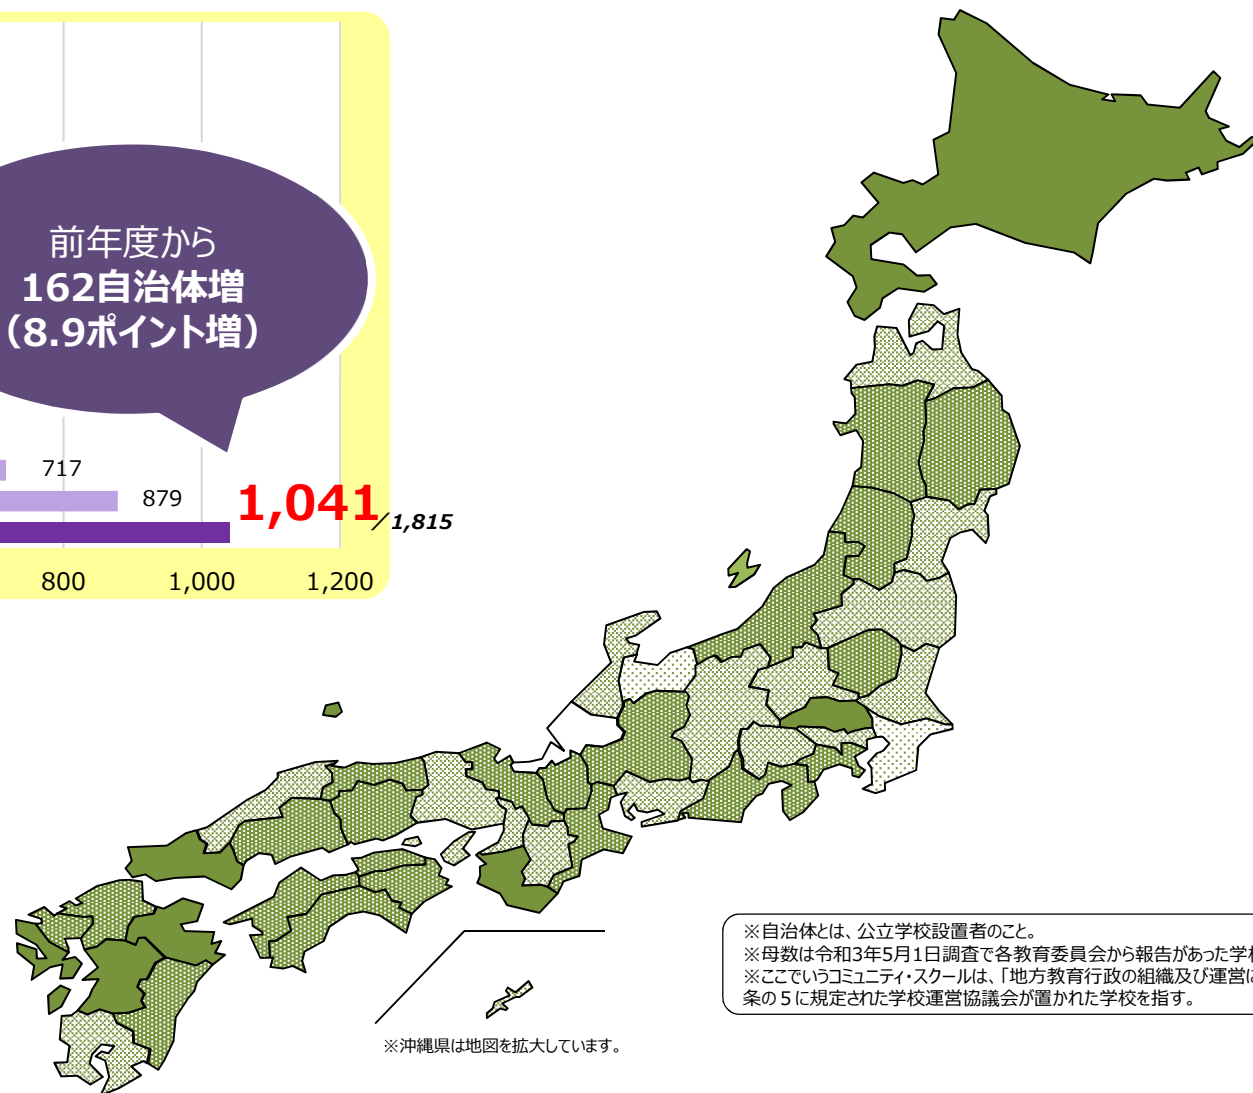 前年度から
162自治体増
（8.9ポイント増）
717
879
1,041／1,815
800 1,000 1,200
※自治体とは、公立学校設置者のこと。
※母数は令和3年5月1日調査で各教育委員会から報告があった学校
※ここでいうコミュニティ・スクールは、「地方教育行政の組織及び運営に
条の５に規定された学校運営協議会が置かれた学校を指す。
※沖縄県は地図を拡大しています。